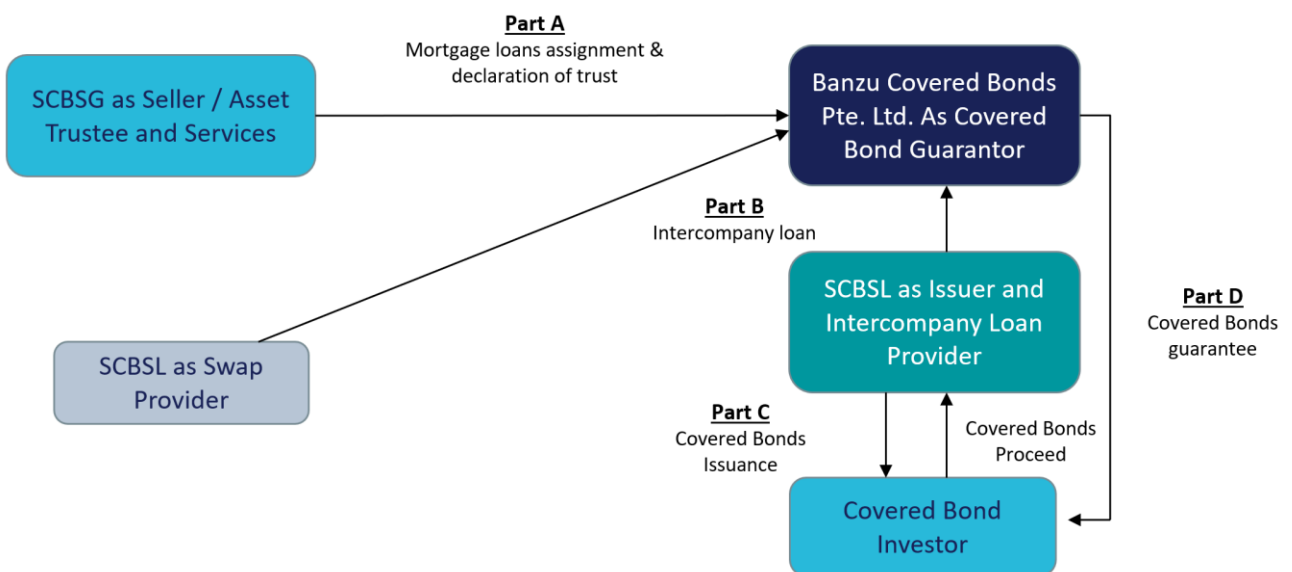 Part A
Mortgage loans assignment &
declaration of trust
SCBSG as Seller / Asset
Trustee and Services
Banzu Covered Bonds
Pte. Ltd. As Covered
Bond Guarantor
Part B
Intercompany loan
SCBSL as Issuer and
Intercompany Loan
Provider
Part D
Covered Bonds
guarantee
SCBSL as Swap
Provider
Part C
Covered Bonds
Issuance
Covered Bonds
Proceed
Covered Bond
Investor